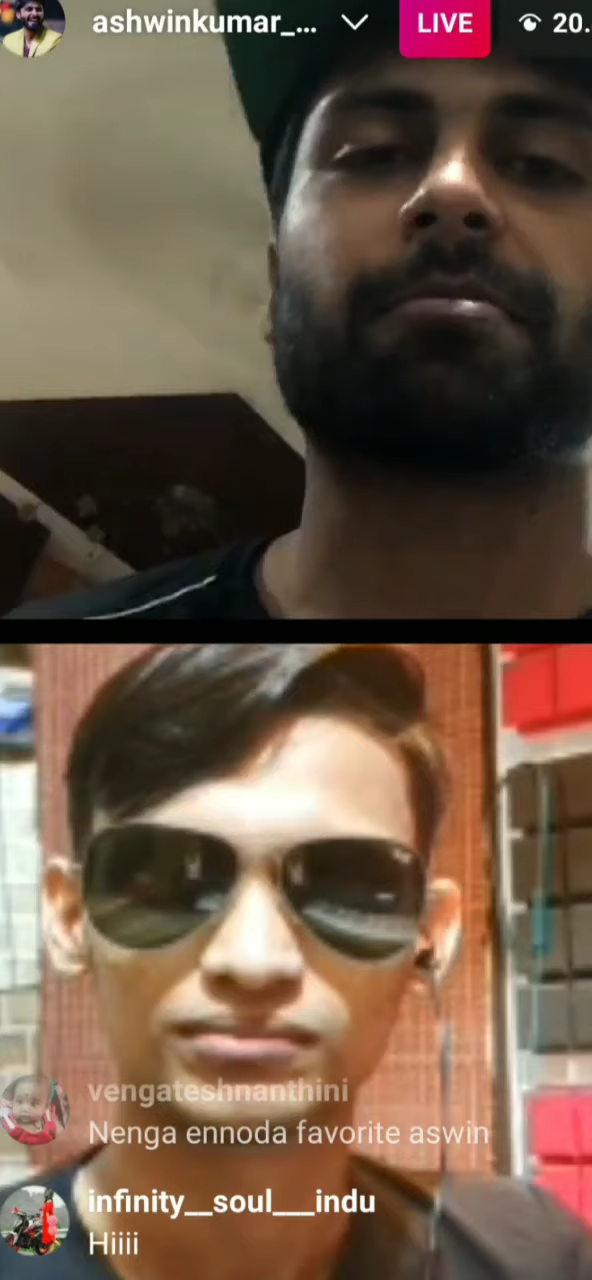 ashwinkumar_... LIVE 20.
vengateshnanthini
Nenga ennoda favorite aswin
infinity__soul___indu
Hiiii